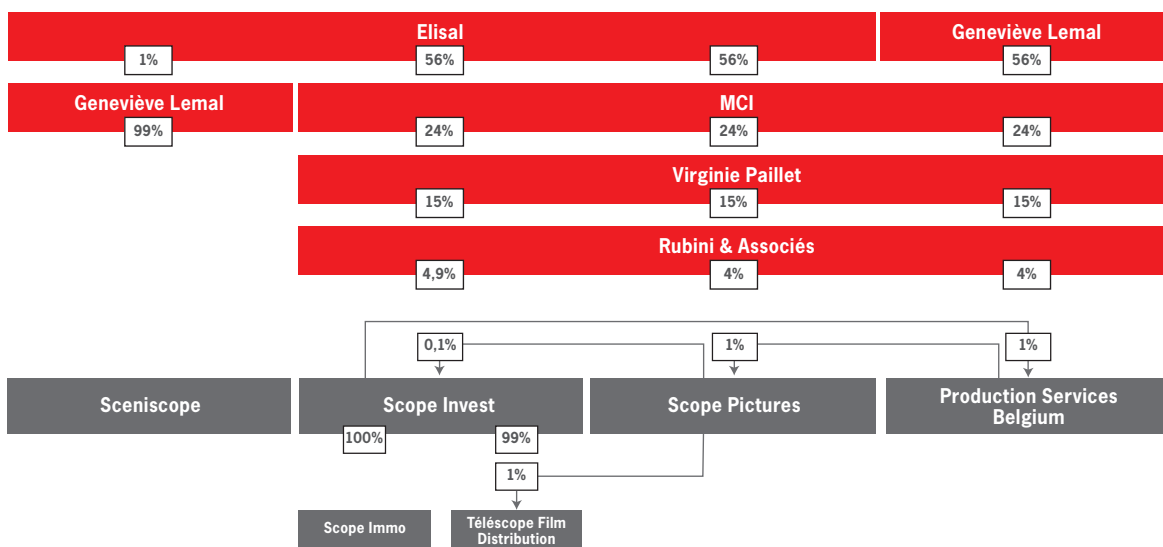 Elisal
Geneviève Lemal
1%
56%
56%
56%
Geneviève Lemal
MCI
99%
24%
24%
24%
Virginie Paillet
15%
15%
15%
Rubini & Associés
4,9%
4%
4%
0,1%
1%
1%
Sceniscope
Scope Invest
Scope Pictures
Production Services
Belgium
100%
99%
1%
Scope Immo
Téléscope Film
Distribution